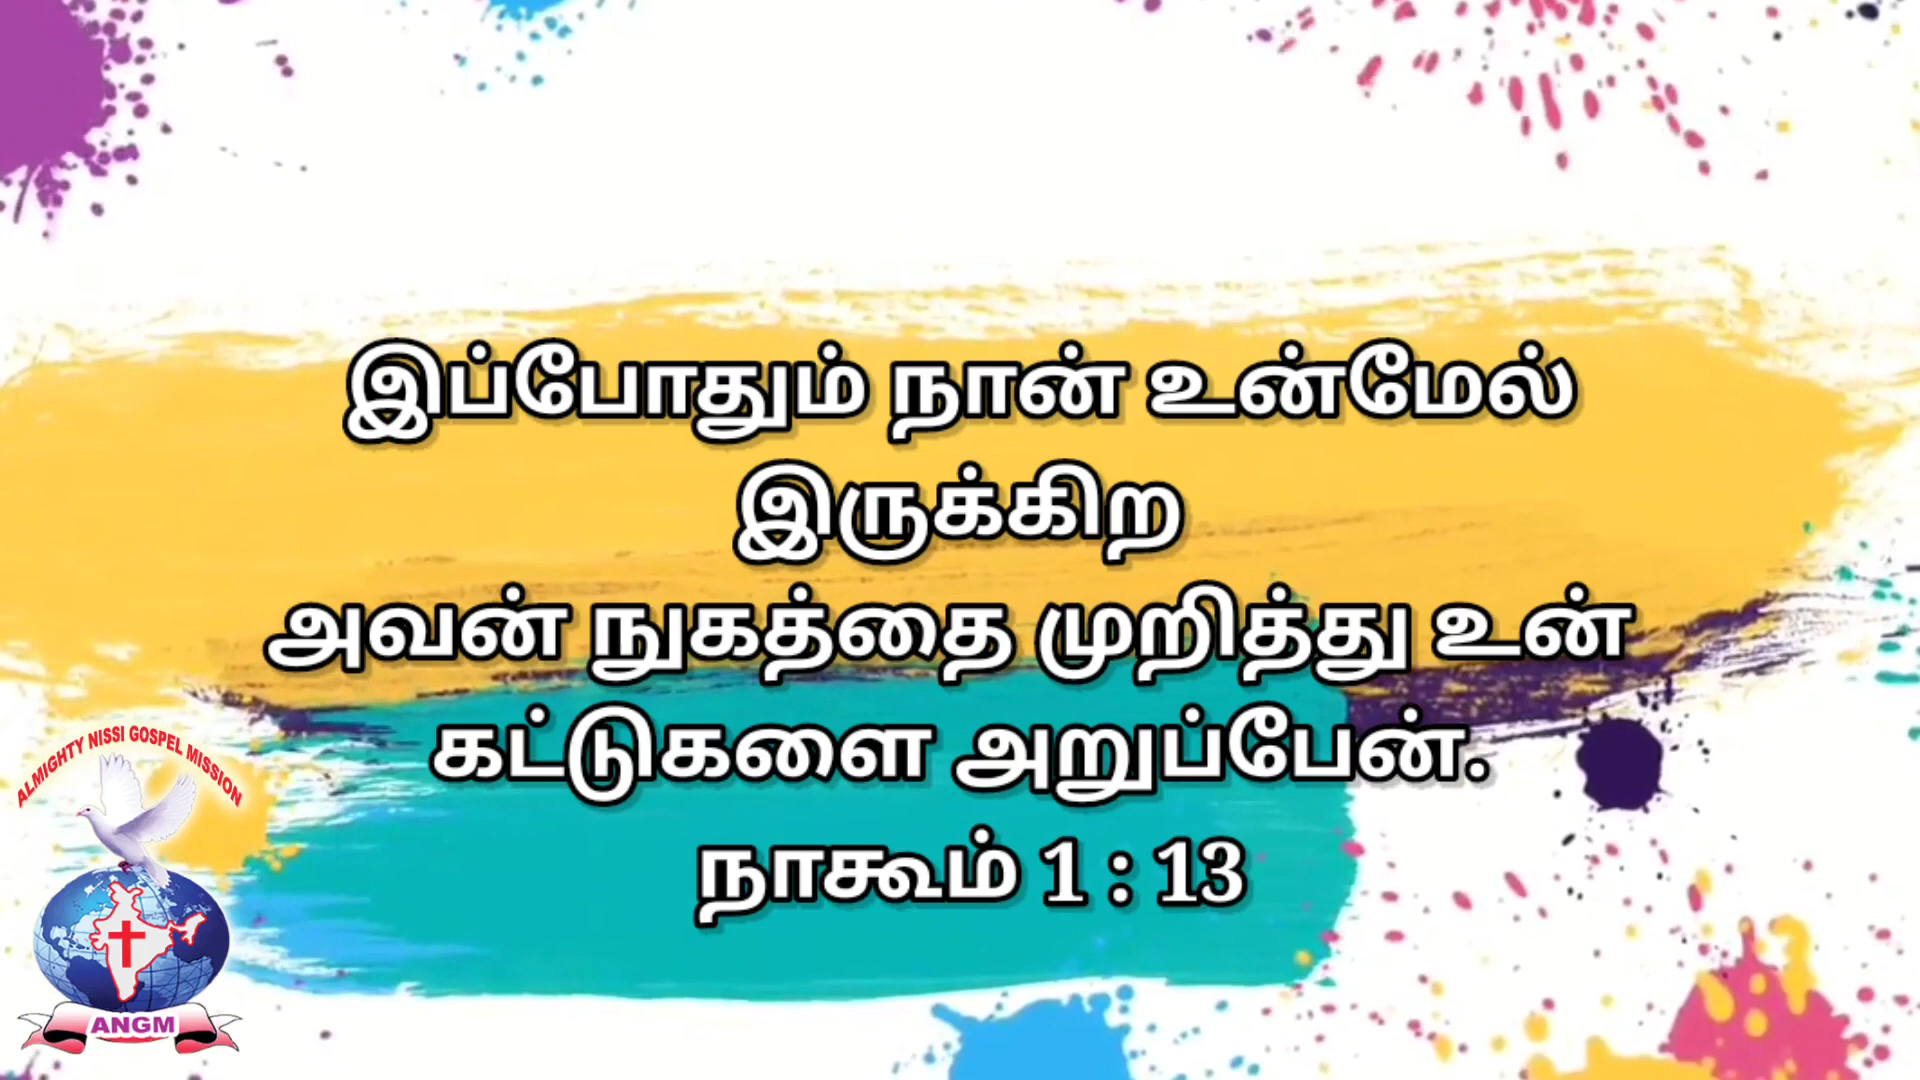 இப்போதும் நான் உன்மேல்
இருக்கிற
அவன் நுகத்தை முறித்து உன்
கட்டுகளை அறுப்பேன்.
நாகூம் 1 : 13
ALMIGHTY NISSI GOSPEL MISSION
ANGM